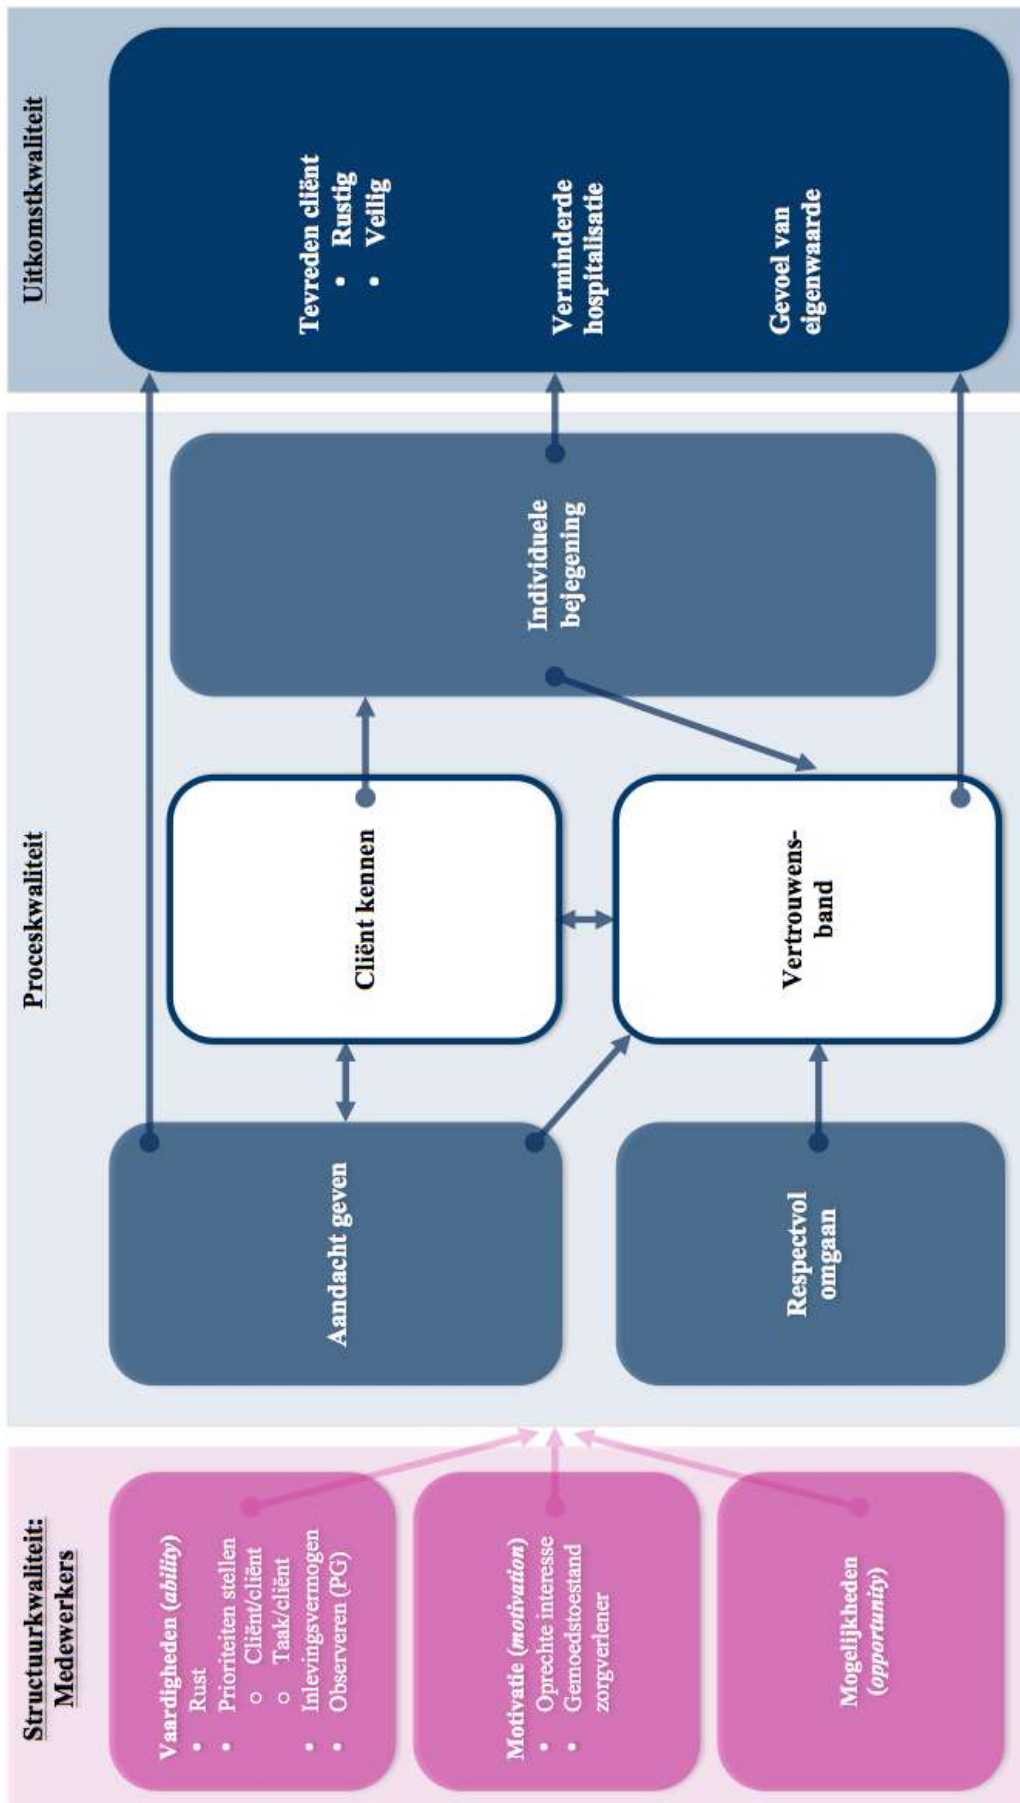 Structuurkwaliteit:
Medewerkers
Vaardigheden (ability)
• Rust
• Prioriteiten stellen
o Cliënt/cliënt
o Taak/cliënt
• Inlevingsvermogen
• Observeren (PG)
Motivatie (motivation)
• Oprechte interesse
• Gemoedstoestand
zorgverlener
Mogelijkheden
(opportunity)
Proceskwaliteit
Aandacht geven
Respectvol
omgaan
Cliënt kennen
Vertrouwens-
band
Individuele
bejegening
Uitkomstkwaliteit
Tevreden cliënt
• Rustig
• Veilig
Verminderde
hospitalisatie
Gevoel van
eigenwaarde